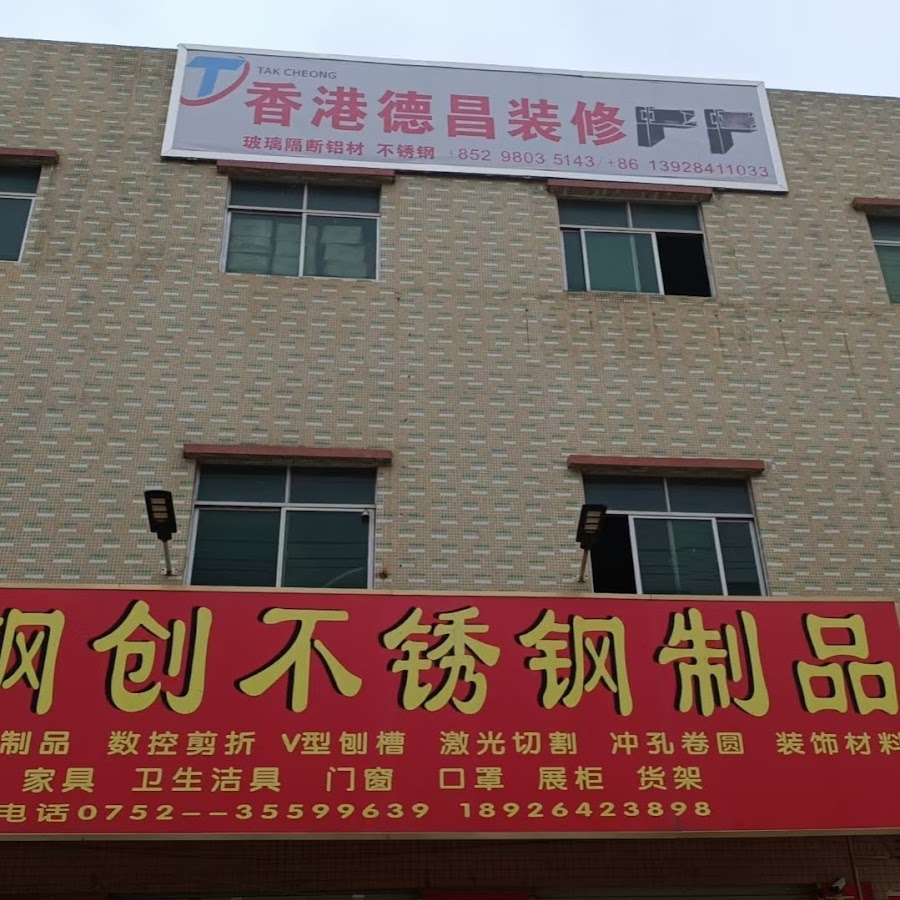 TAK CHEONG
香港德昌装修
玻璃隔断铝材 不锈钢 +852 9803 5143/+86 13928411033
钢创不锈钢制品
制品 数控剪折 V型刨槽 激光切割 冲孔卷圆 装饰材料
家具 卫生洁具 门窗 口罩 展柜 货架
电话0752--35599639 18926423898